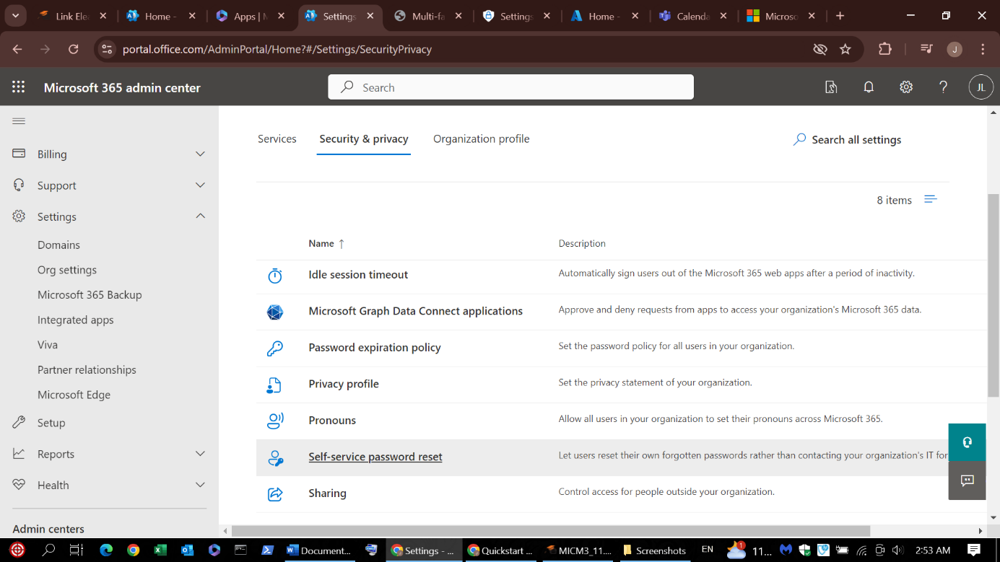 Link Ele
Home -
Apps | M
Settings
Multi-fa
Settings
Home -
Calenda
Microso
portal.office.com/AdminPortal/Home?#/Settings/SecurityPrivacy
J
Microsoft 365 admin center
Search
JL
Services
Security & privacy
Organization profile
Search all settings
8 items
Billing
Support
Settings
Domains
Org settings
Microsoft 365 Backup
Integrated apps
Viva
Partner relationships
Microsoft Edge
Setup
Reports
Health
Admin centers
Name ↑ Description
Idle session timeout Automatically sign users out of the Microsoft 365 web apps after a period of inactivity.
Microsoft Graph Data Connect applications Approve and deny requests from apps to access your organization's Microsoft 365 data.
Password expiration policy Set the password policy for all users in your organization.
Privacy profile Set the privacy statement of your organization.
Pronouns Allow all users in your organization to set their pronouns across Microsoft 365.
Self-service password reset Let users reset their own forgotten passwords rather than contacting your organization's IT for
Sharing Control access for people outside your organization.
Document...
Settings - ...
Quickstart ...
MICM3_11...
Screenshots
EN
1
11...
2:53 AM